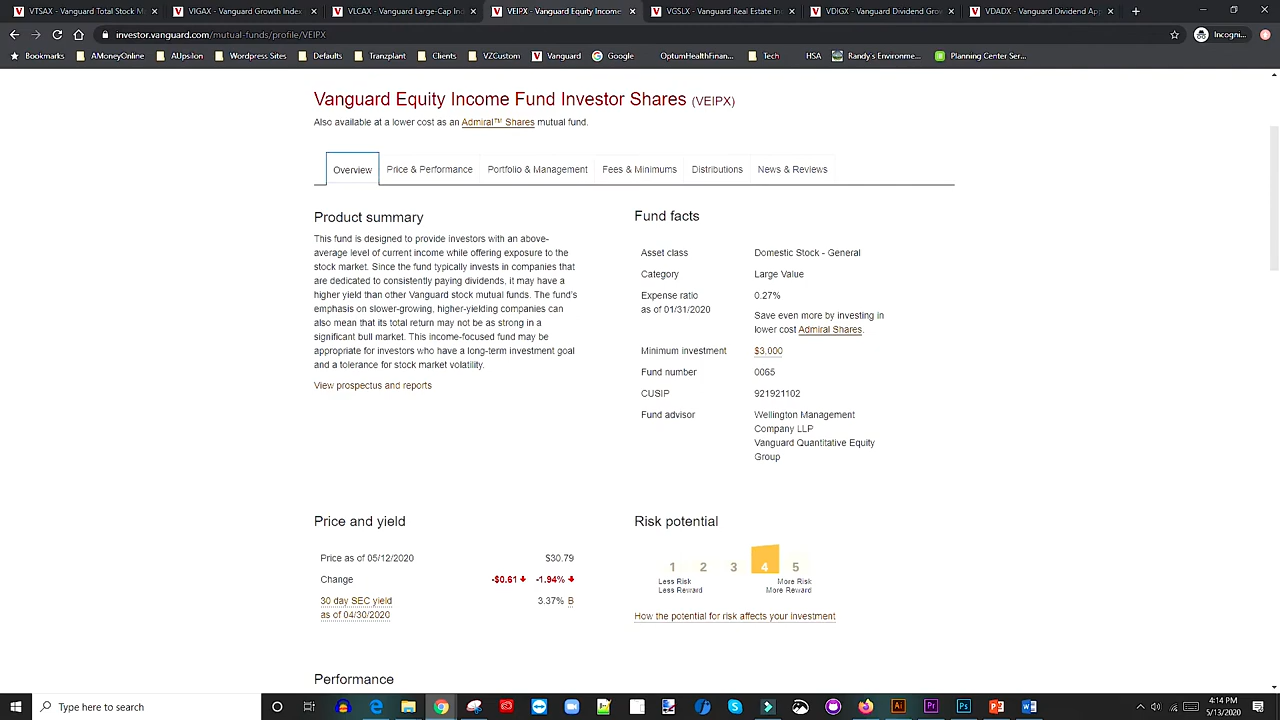 VTSAX - Vanguard Total Stock M
VIGAX - Vanguard Growth Index
VLCAX - Vanguard Large-Cap Ind
VEIPX - Vanguard Equity Income
VGSLX - Vanguard Real Estate In
VDIGX - Vanguard Dividend Grow
VDADX - Vanguard Dividend App
investor.vanguard.com/mutual-funds/profile/VEIPX
Incogni...
Bookmarks
AMoneyOnline
AUpsilon
Wordpress Sites
Defaults
Tranzplant
Clients
VZCustom
Vanguard
Google
OptumHealthFinan...
Tech
HSA
Randy's Environme...
Planning Center Ser...
Vanguard Equity Income Fund Investor Shares (VEIPX)
Also available at a lower cost as an Admiral™ Shares mutual fund.
Overview
Price & Performance
Portfolio & Management
Fees & Minimums
Distributions
News & Reviews
Product summary
This fund is designed to provide investors with an above-
average level of current income while offering exposure to the
stock market. Since the fund typically invests in companies that
are dedicated to consistently paying dividends, it may have a
higher yield than other Vanguard stock mutual funds. The fund's
emphasis on slower-growing, higher-yielding companies can
also mean that its total return may not be as strong in a
significant bull market. This income-focused fund may be
appropriate for investors who have a long-term investment goal
and a tolerance for stock market volatility.
View prospectus and reports
Fund facts
Asset class Domestic Stock - General
Category Large Value
Expense ratio 0.27%
as of 01/31/2020
Save even more by investing in
lower cost Admiral Shares.
Minimum investment $3,000
Fund number 0065
CUSIP 921921102
Fund advisor Wellington Management
Company LLP
Vanguard Quantitative Equity
Group
Price and yield
Price as of 05/12/2020 $30.79
Change -$0.61 -1.94%
30 day SEC yield 3.37% B
as of 04/30/2020
Risk potential
1 2 3 4 5
Less Risk More Risk
Less Reward More Reward
How the potential for risk affects your investment
Performance
Type here to search
4:14 PM
5/13/2020